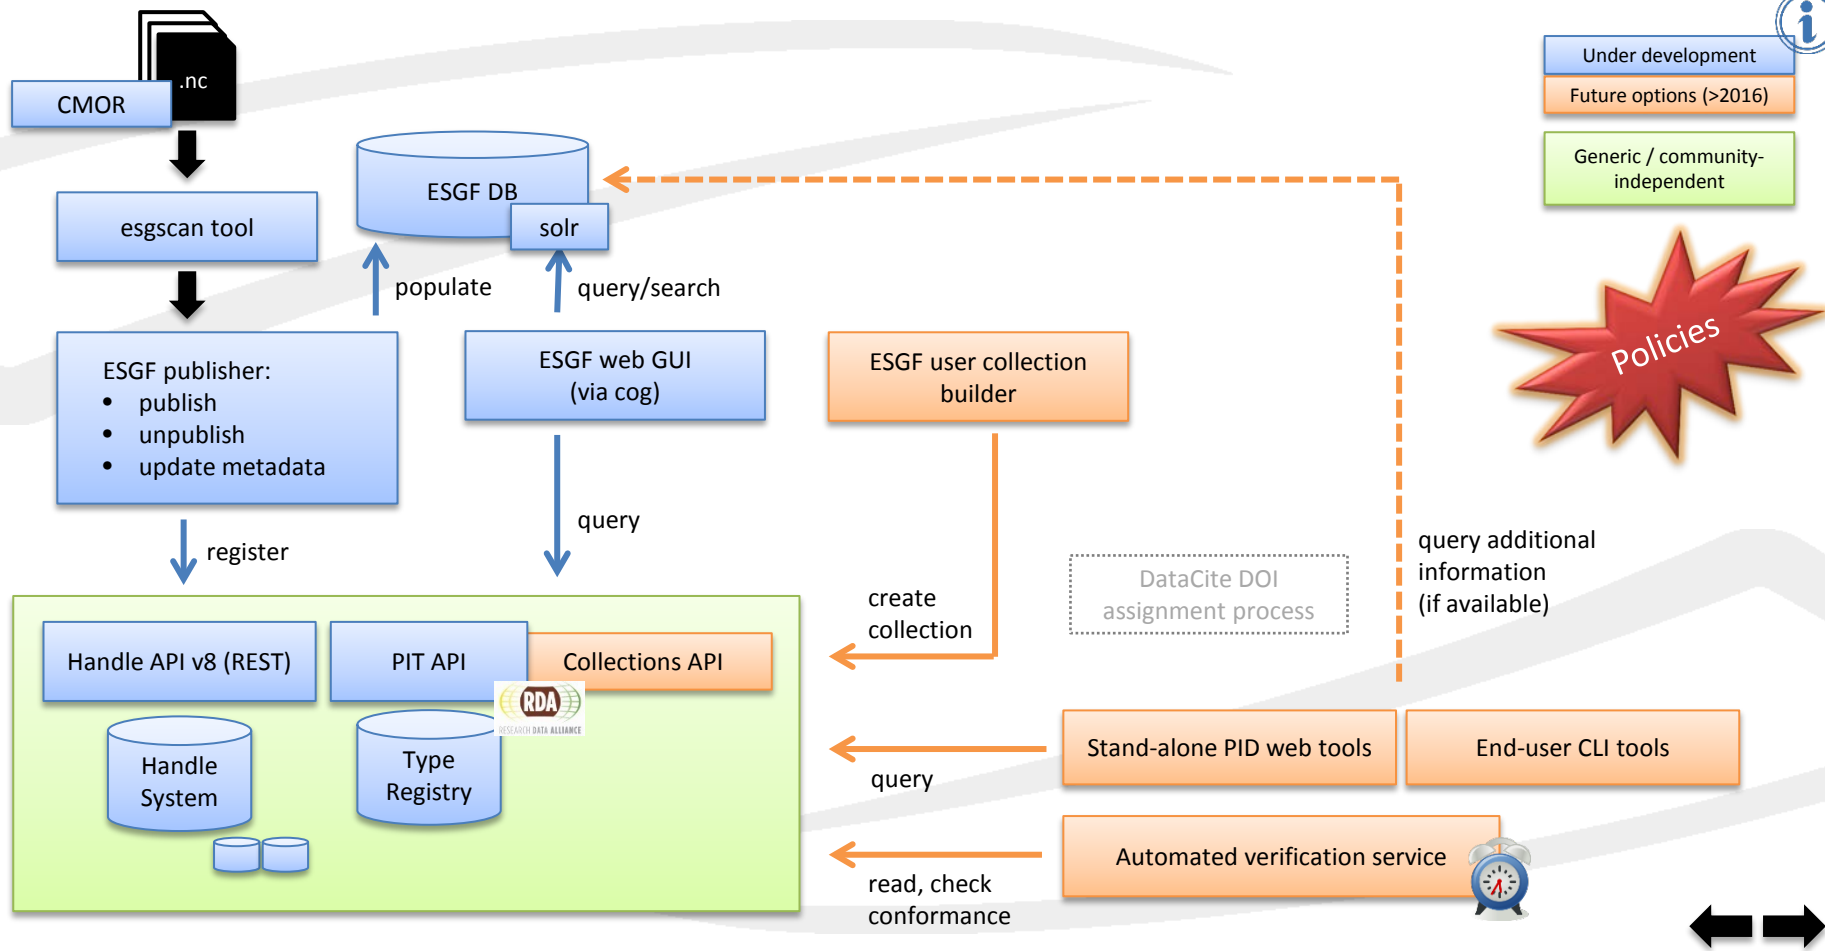 .nc
CMOR
Under development
Future options (>2016)
Generic / community-
independent
ESGF DB
solr
esgscan tool
populate
query/search
Policies
ESGF publisher:
• publish
• unpublish
• update metadata
ESGF web GUI
(via cog)
ESGF user collection
builder
register
query
query additional
information
(if available)
DataCite DOI
assignment process
create
collection
Handle API v8 (REST)
PIT API
Collections API
RDA
RESEARCH DATA ALLIANCE
Handle
System
Type
Registry
Stand-alone PID web tools
End-user CLI tools
query
Automated verification service
read, check
conformance